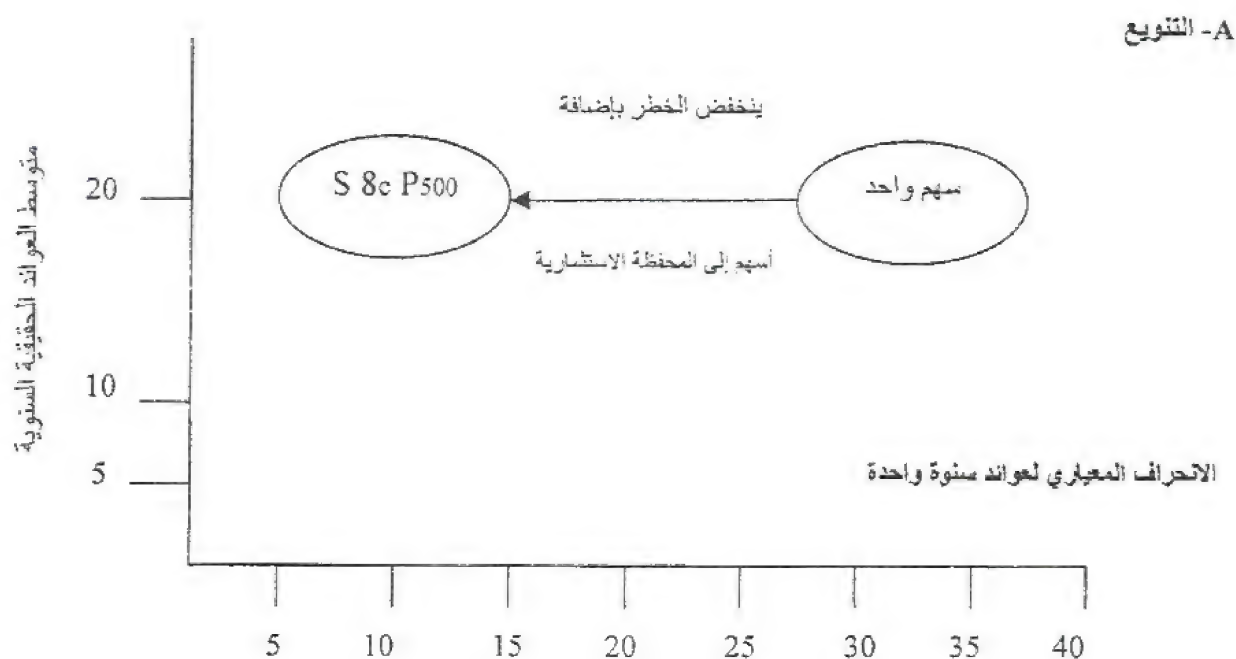 A- التنويع
ينخفض الخطر بإضافة
S 8c P500
سهم واحد
أسهم إلى المحفظة الاستثمارية
متوسط العوائد الحقيقية السنوية
20
10
5
الانحراف المعياري لعوائد سنوة واحدة
5 10 15 20 25 30 35 40